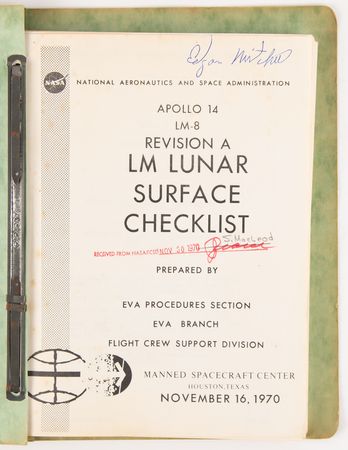 Edgar Mitchell
NASA
NATIONAL AERONAUTICS AND SPACE ADMINISTRATION
APOLLO 14
LM-8
REVISION A
LM LUNAR
SURFACE
CHECKLIST
S. MacLeod
RECEIVED FROM NASA/CFSD NOV 30 1970
PREPARED BY
EVA PROCEDURES SECTION
EVA BRANCH
FLIGHT CREW SUPPORT DIVISION
MANNED SPACECRAFT CENTER
HOUSTON, TEXAS
NOVEMBER 16, 1970